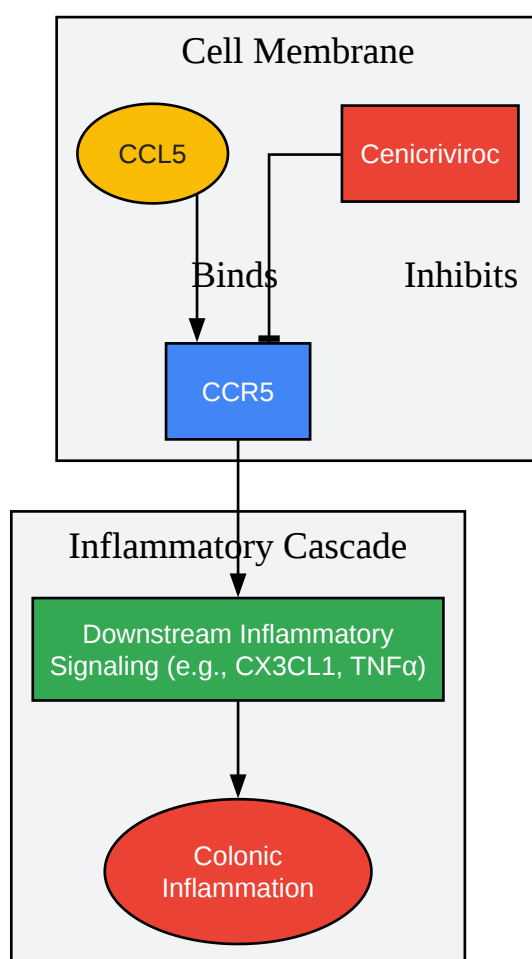 Cell Membrane
CCL5
Cenicriviroc
Binds
Inhibits
CCR5
Inflammatory Cascade
Downstream Inflammatory
Signaling (e.g., CX3CL1, TNFα)
Colonic
Inflammation